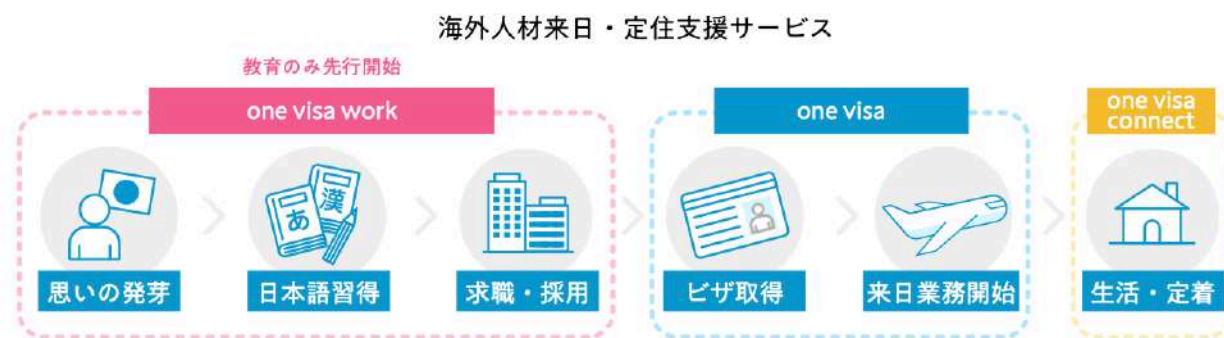 海外人材来日・定住支援サービス
教育のみ先行開始
one visa work
one visa
one visa
connect
あ
漢
思いの発芽
日本語習得
求職・採用
ビザ取得
来日業務開始
生活・定着